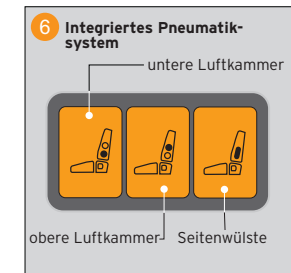 6 Integriertes Pneumatik-
system
untere Luftkammer
obere Luftkammer
Seitenwülste